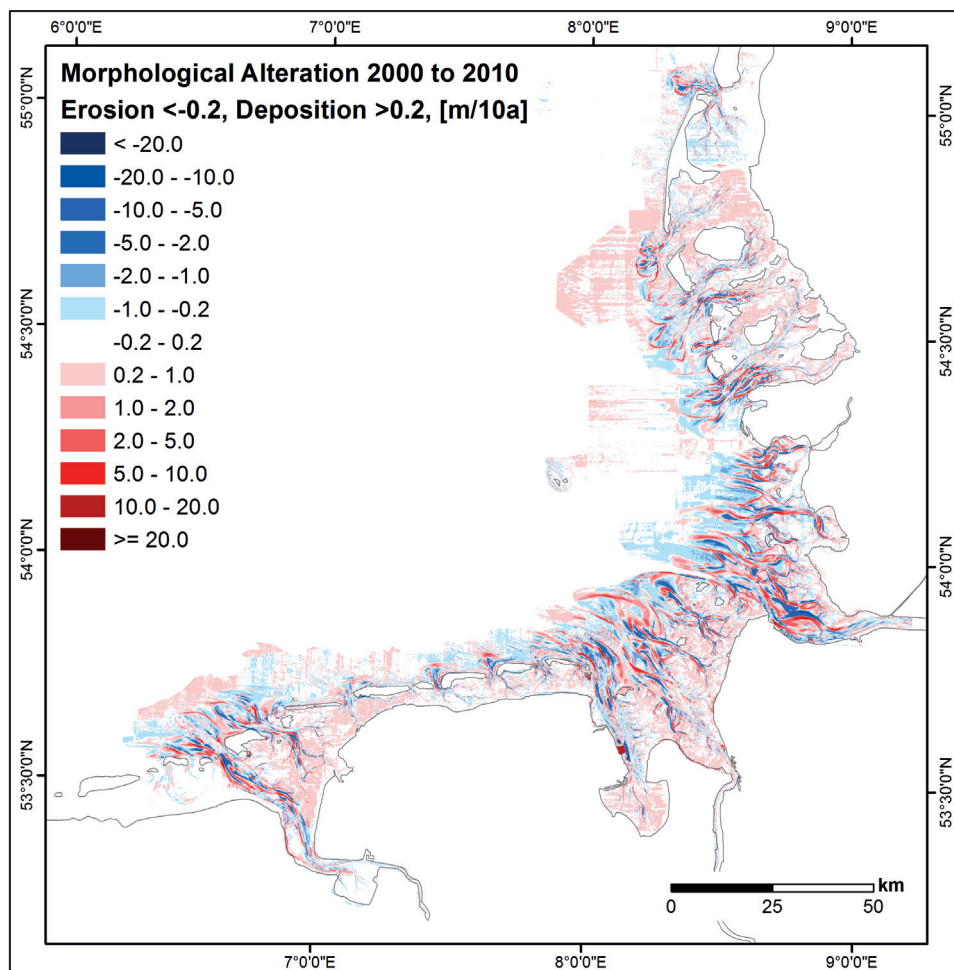 6°0'0"E 7°0'0"E 8°0'0"E 9°0'0"E
Morphological Alteration 2000 to 2010
Erosion <-0.2, Deposition >0.2, [m/10a]
< -20.0
-20.0 - -10.0
-10.0 - -5.0
-5.0 - -2.0
-2.0 - -1.0
-1.0 - -0.2
-0.2 - 0.2
0.2 - 1.0
1.0 - 2.0
2.0 - 5.0
5.0 - 10.0
10.0 - 20.0
>= 20.0
55°0'0"N
54°30'0"N
54°0'0"N
53°30'0"N
55°0'0"N
54°30'0"N
54°0'0"N
53°30'0"N
km
0 25 50
7°0'0"E 8°0'0"E 9°0'0"E